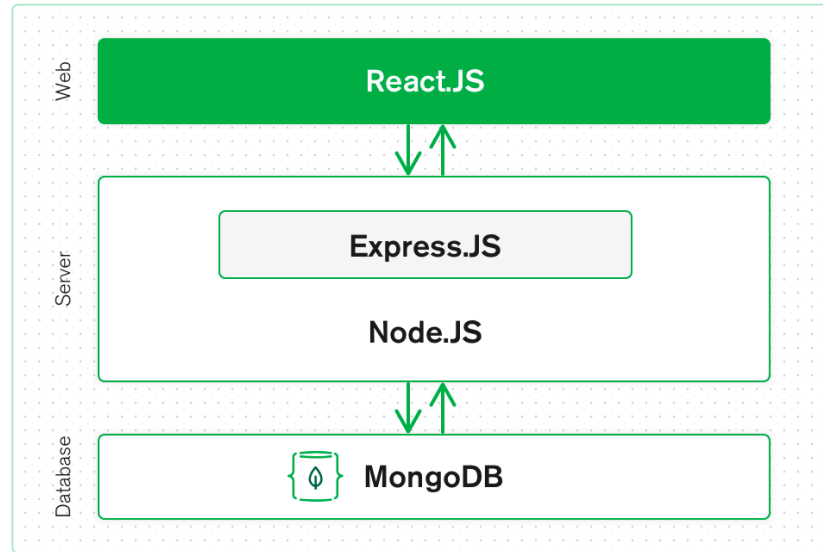 Web
React.JS
Server
Express.JS
Node.JS
Database
MongoDB